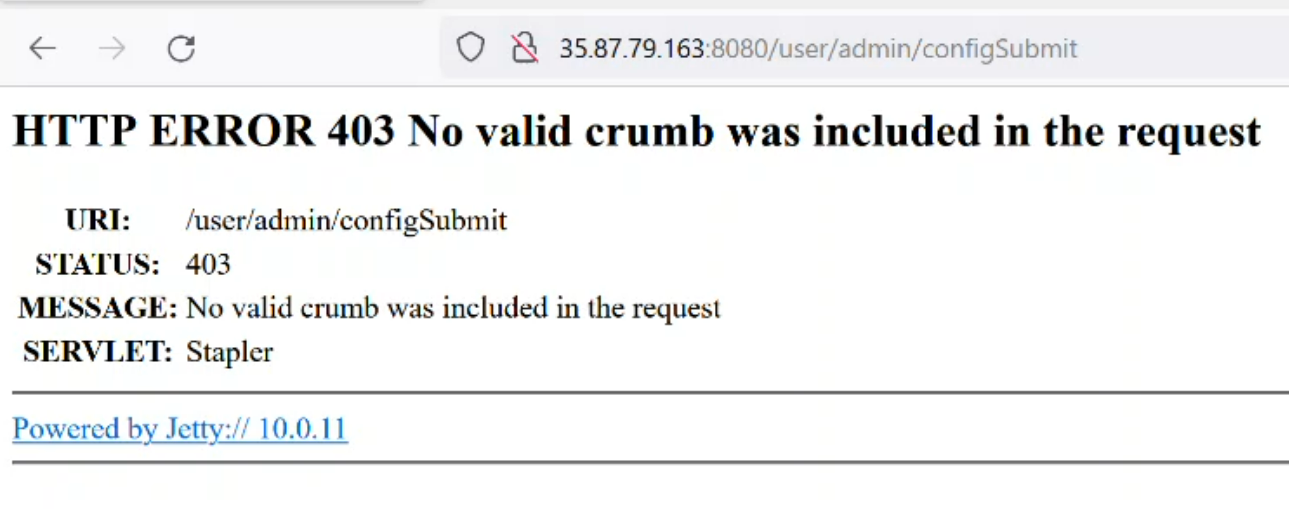 35.87.79.163:8080/user/admin/configSubmit
HTTP ERROR 403 No valid crumb was included in the request
URI: /user/admin/configSubmit
STATUS: 403
MESSAGE: No valid crumb was included in the request
SERVLET: Stapler
Powered by Jetty:// 10.0.11